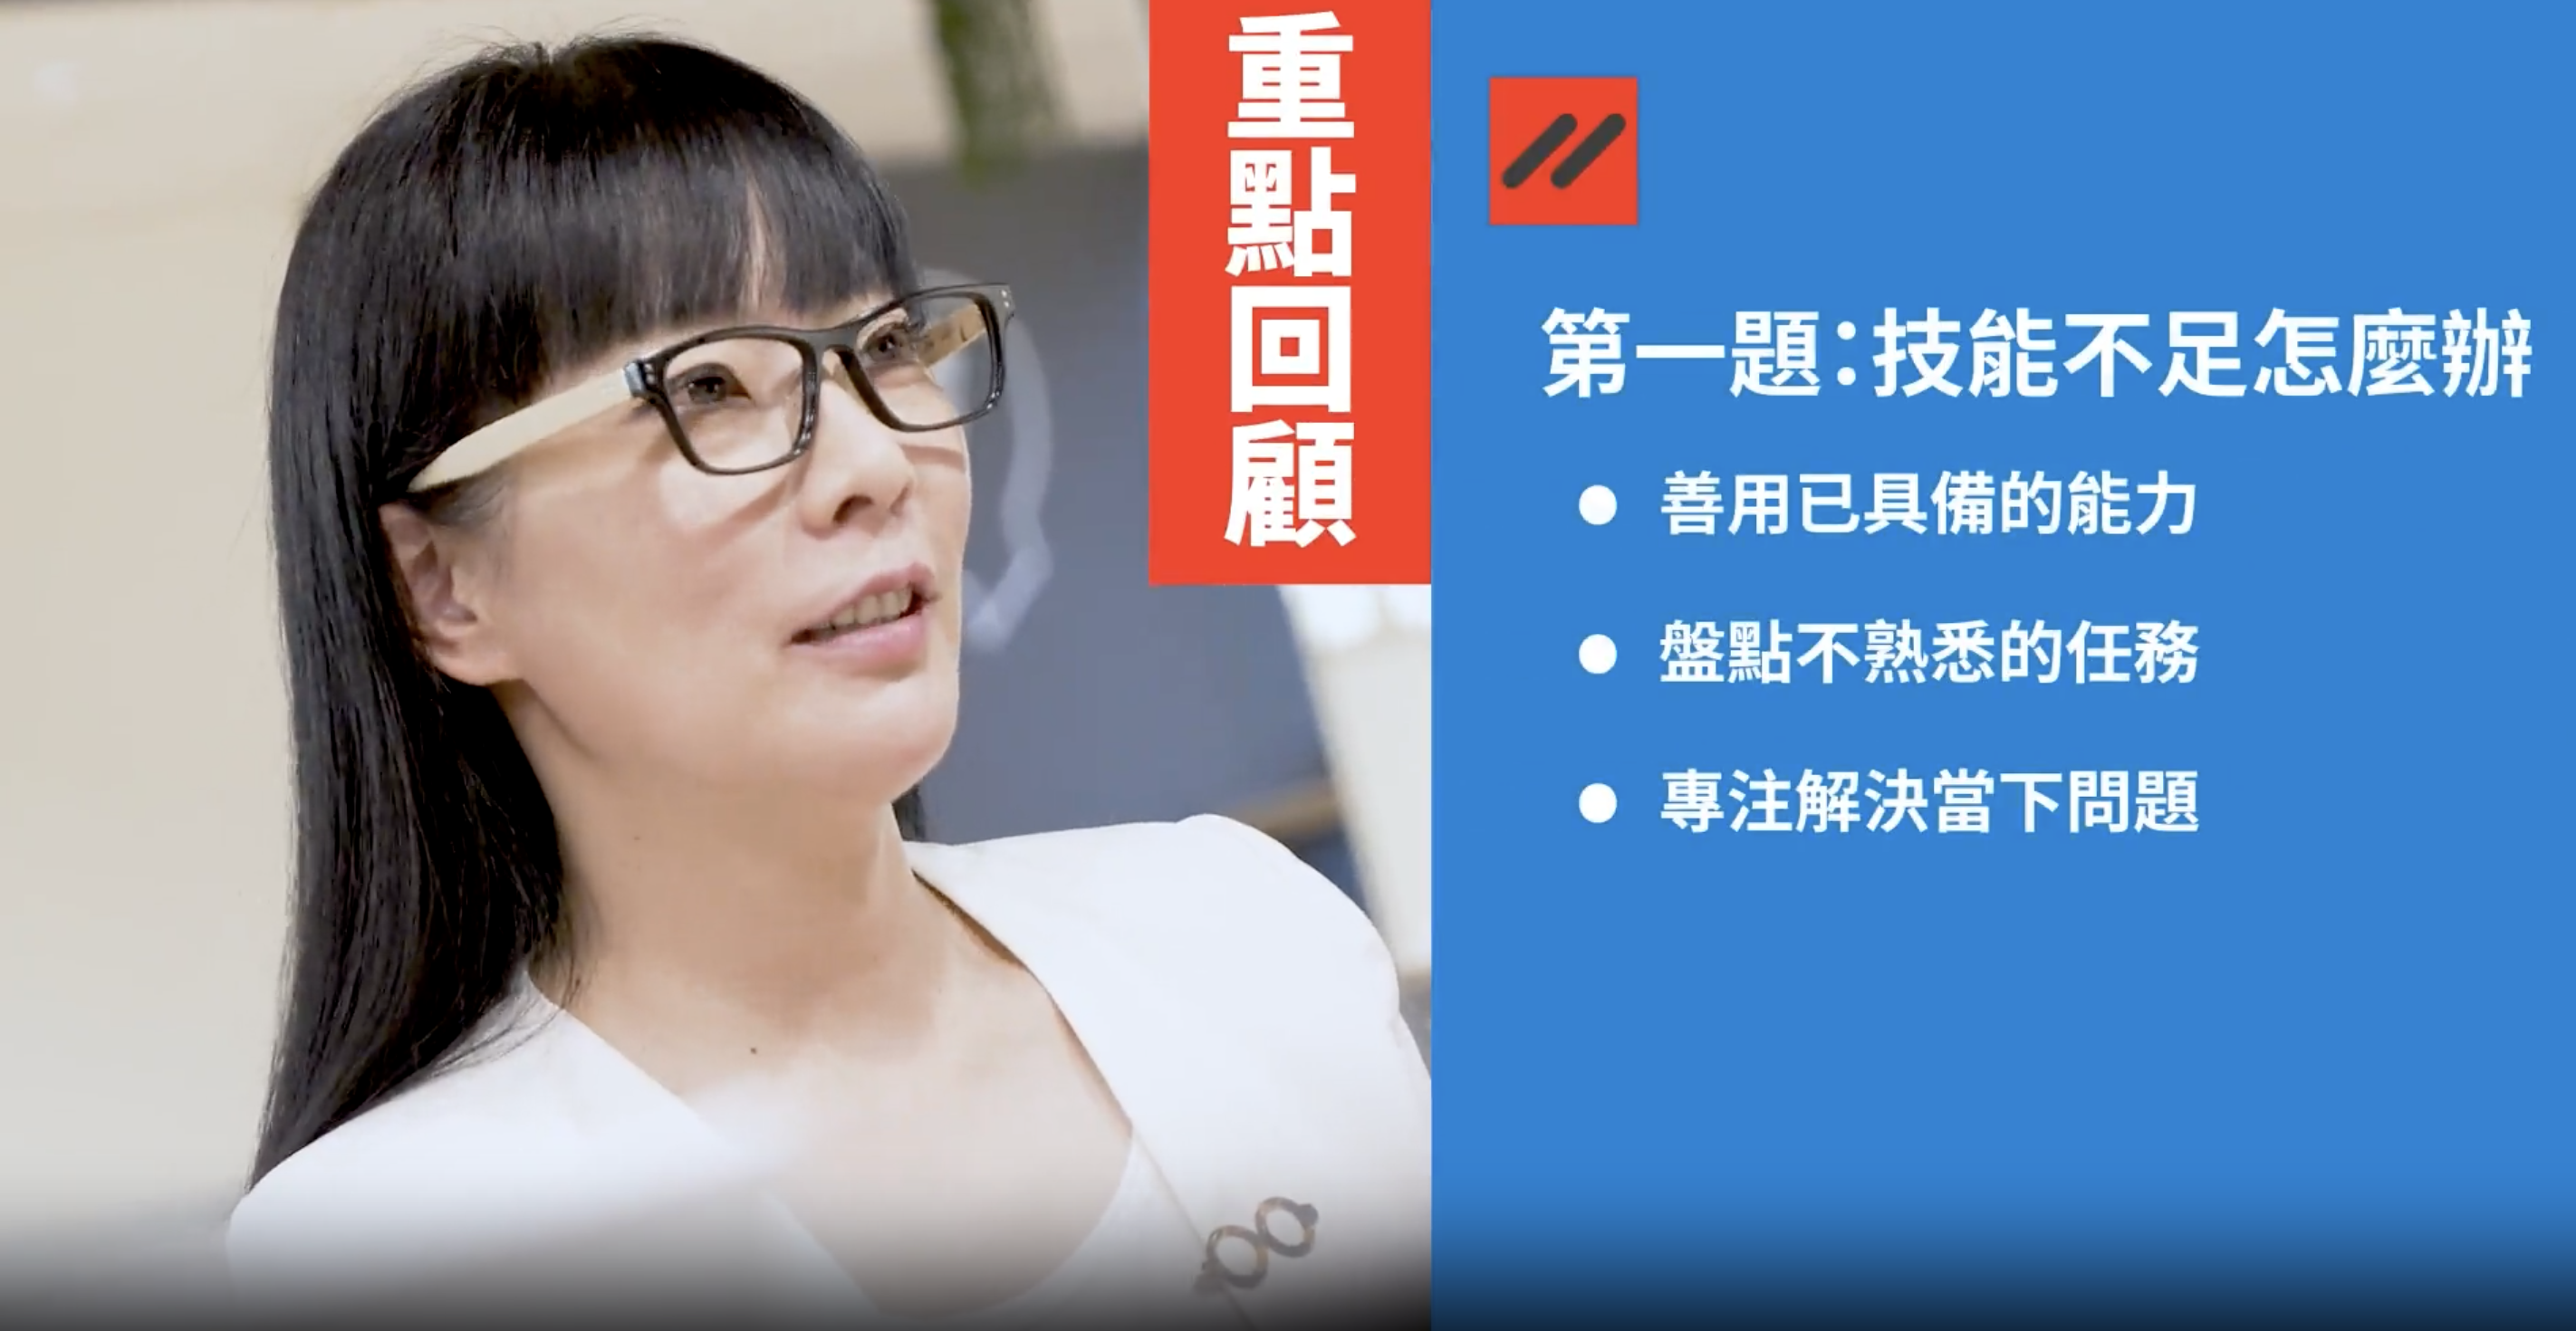 重點回顧
第一題：技能不足怎麼辦
● 善用已具備的能力
● 盤點不熟悉的任務
● 專注解決當下問題